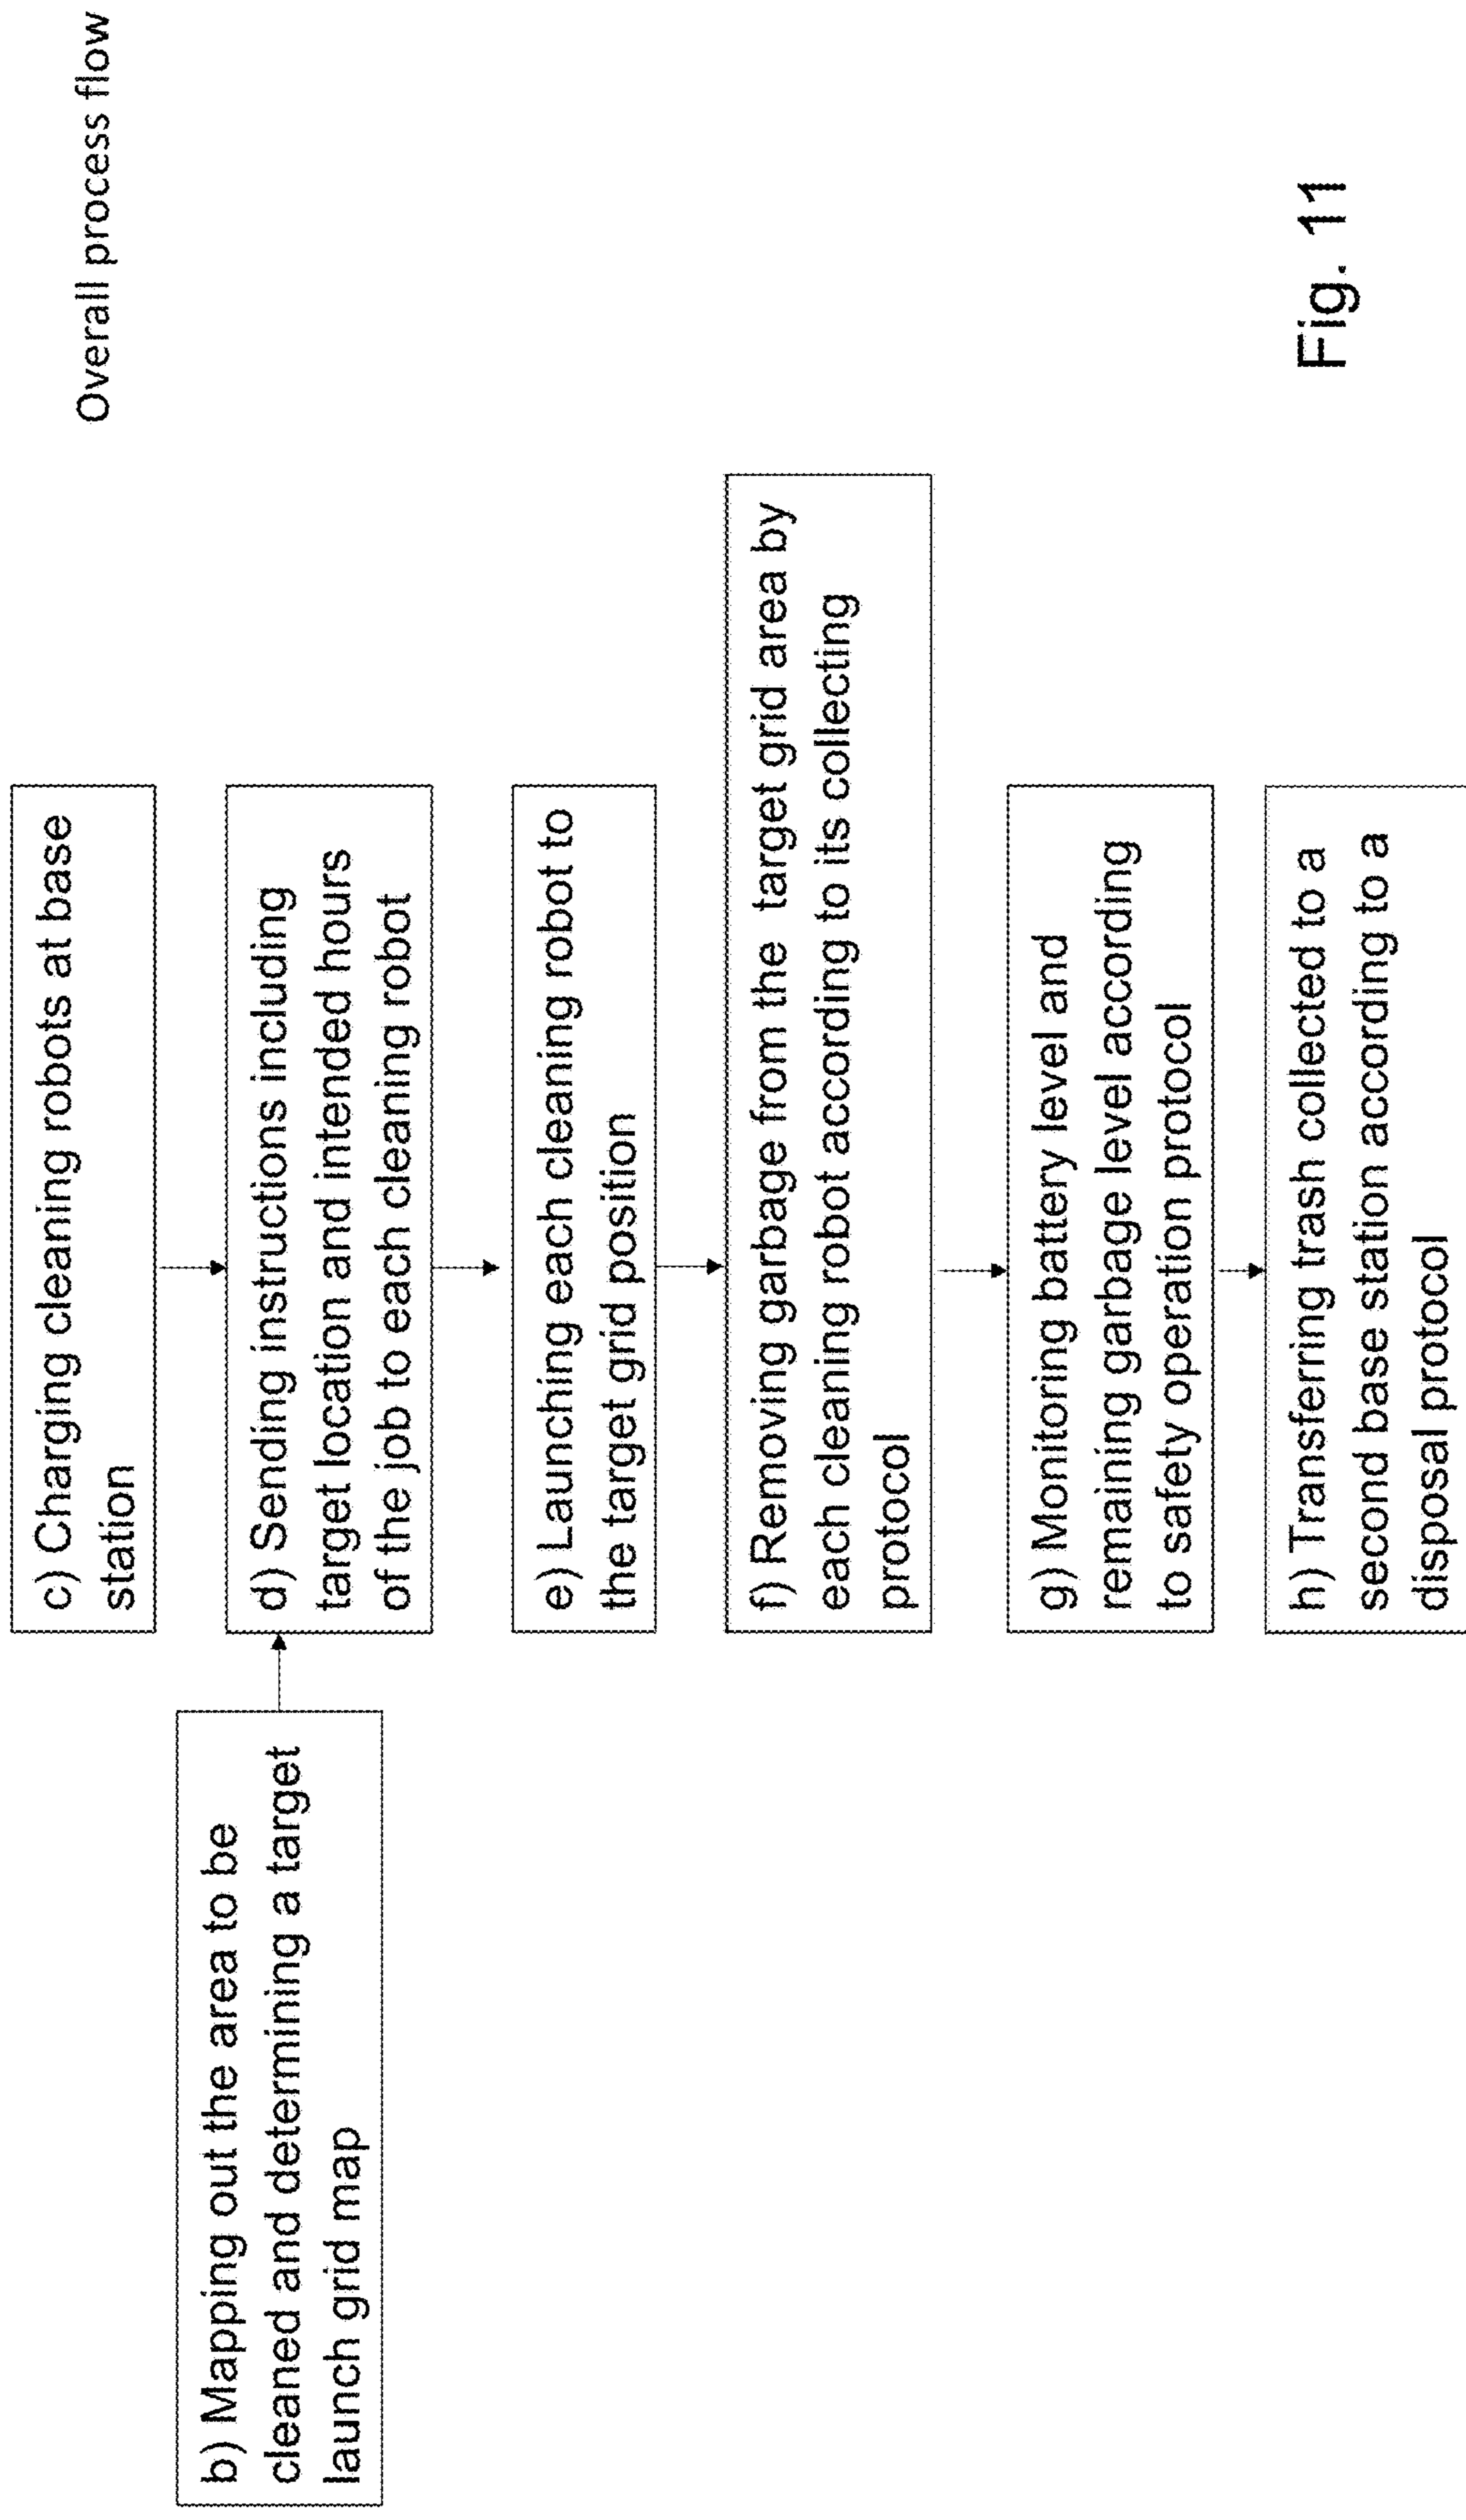 Overall process flow
c) Charging cleaning robots at base
station
b) Mapping out the area to be
cleaned and determining a target
launch grid map
d) Sending instructions including
target location and intended hours
of the job to each cleaning robot
e) Launching each cleaning robot to
the target grid position
f) Removing garbage from the target grid area by
each cleaning robot according to its collecting
protocol
g) Monitoring battery level and
remaining garbage level according
to safety operation protocol
h) Transferring trash collected to a
second base station according to a
disposal protocol
Fig. 11